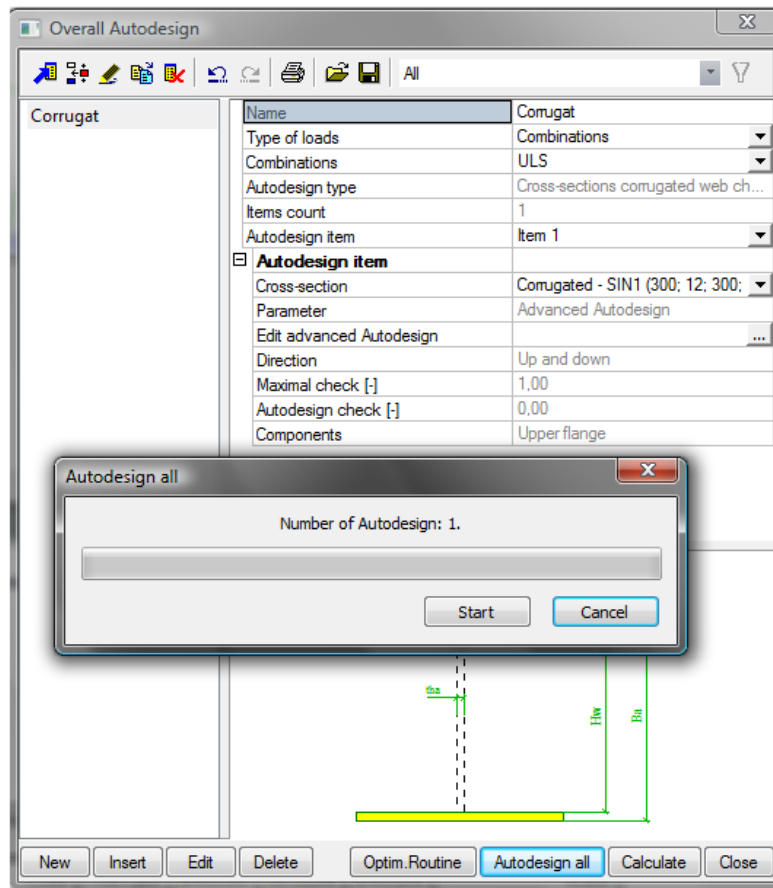 Overall Autodesign
All
Corrugat
Name Corrugat
Type of loads Combinations
Combinations ULS
Autodesign type Cross-sections corrugated web ch...
Items count 1
Autodesign item Item 1
Autodesign item
Cross-section Corrugated - SIN1 (300; 12; 300;
Parameter Advanced Autodesign
Edit advanced Autodesign ...
Direction Up and down
Maximal check [-] 1,00
Autodesign check [-] 0,00
Components Upper flange
Autodesign all
Number of Autodesign: 1.
Start Cancel
tha
Hw
Ba
New Insert Edit Delete Optim.Routine Autodesign all Calculate Close